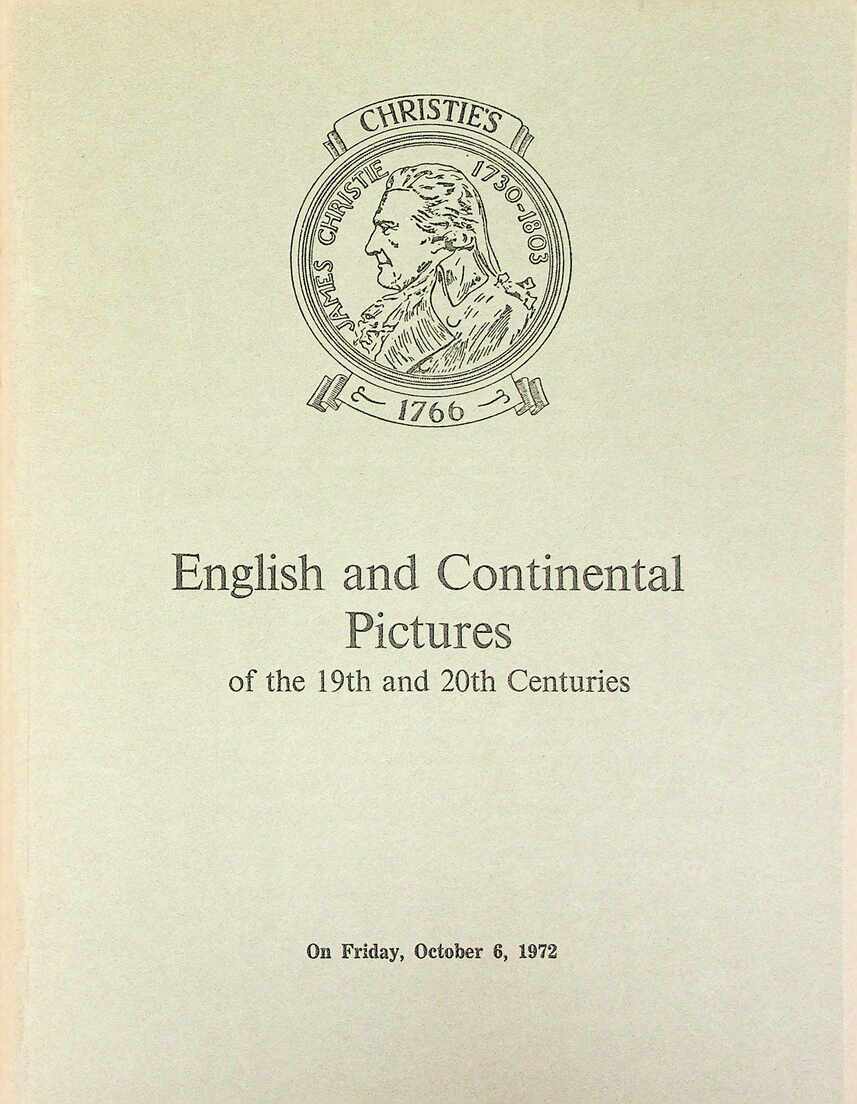 CHRISTIE'S
JAMES CHRISTIE 1730-1803
1766
English and Continental
Pictures
of the 19th and 20th Centuries
On Friday, October 6, 1972